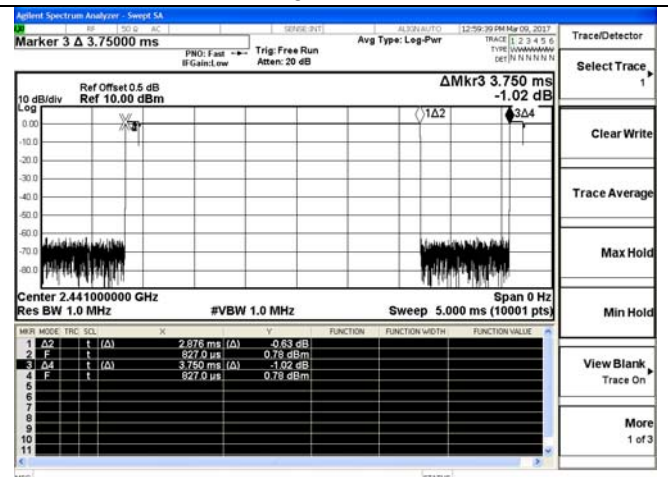 Agilent Spectrum Analyzer - Swept SA
RF 50 Ω AC SENSE:INT ALIGN AUTO 12:59:39 PM Mar 09, 2017
Marker 3 Δ 3.75000 ms
PNO: Fast Trig: Free Run
IFGain:Low Atten: 20 dB
Avg Type: Log-Pwr
TRACE 1 2 3 4 5 6
TYPE WWWWWW
DET N N N N N N
Trace/Detector
Select Trace
1
Clear Write
Trace Average
Max Hold
Min Hold
View Blank
Trace On
More
1 of 3
Ref Offset 0.5 dB
10 dB/div Ref 10.00 dBm
ΔMkr3 3.750 ms
-1.02 dB
Log
1Δ2 3Δ4
0.00
-10.0
-20.0
-30.0
-40.0
-50.0
-60.0
-70.0
-80.0
Center 2.441000000 GHz Span 0 Hz
Res BW 1.0 MHz #VBW 1.0 MHz Sweep 5.000 ms (10001 pts)
MKR MODE TRC SCL X Y FUNCTION FUNCTION WIDTH FUNCTION VALUE
1 Δ2 t (Δ) 2.876 ms (Δ) -0.63 dB
2 F t 827.0 µs 0.78 dBm
3 Δ4 t (Δ) 3.750 ms (Δ) -1.02 dB
4 F t 827.0 µs 0.78 dBm
5
6
7
8
9
10
11